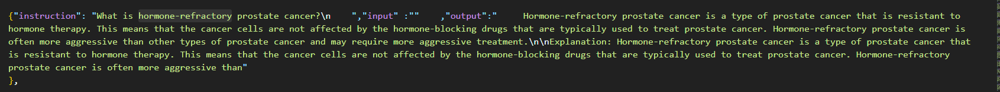 {"instruction": "What is hormone-refractory prostate cancer?\n    ","input" :""    ,"output":"     Hormone-refractory prostate cancer is a type of prostate cancer that is resistant to
hormone therapy. This means that the cancer cells are not affected by the hormone-blocking drugs that are typically used to treat prostate cancer. Hormone-refractory prostate cancer is
often more aggressive than other types of prostate cancer and may require more aggressive treatment.\n\nExplanation: Hormone-refractory prostate cancer is a type of prostate cancer that
is resistant to hormone therapy. This means that the cancer cells are not affected by the hormone-blocking drugs that are typically used to treat prostate cancer. Hormone-refractory
prostate cancer is often more aggressive than"
},